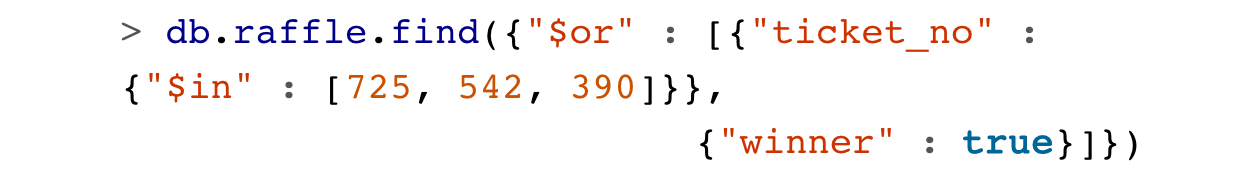 > db.raffle.find({"$or" : [{"ticket_no" :
{"$in" : [725, 542, 390]}},
{"winner" : true}]})